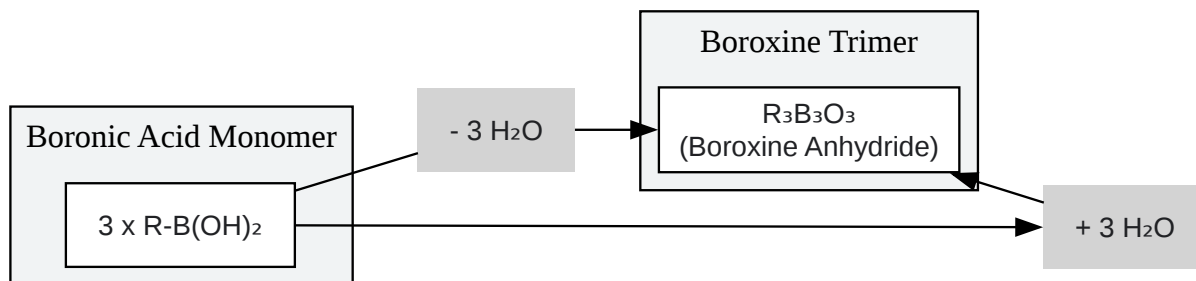 Boronic Acid Monomer
3 x R-B(OH)₂
- 3 H₂O
Boroxine Trimer
R₃B₃O₃
(Boroxine Anhydride)
+ 3 H₂O